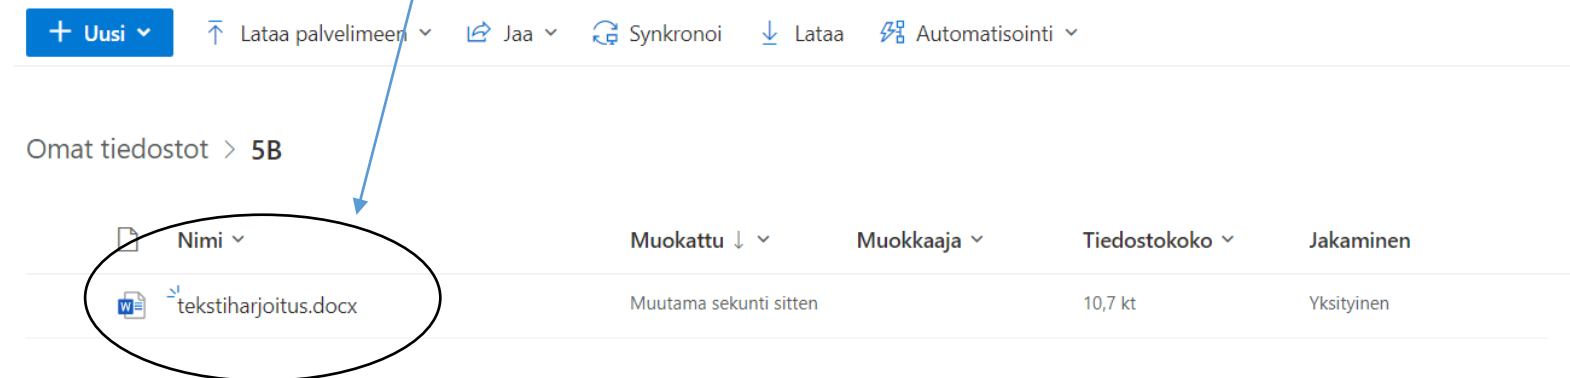 Uusi Lataa palvelimeen Jaa Synkronoi Lataa Automatisointi
Omat tiedostot > 5B
Nimi Muokattu ↓ Muokkaaja Tiedostokoko Jakaminen
W tekstiharjoitus.docx Muutama sekunti sitten 10,7 kt Yksityinen